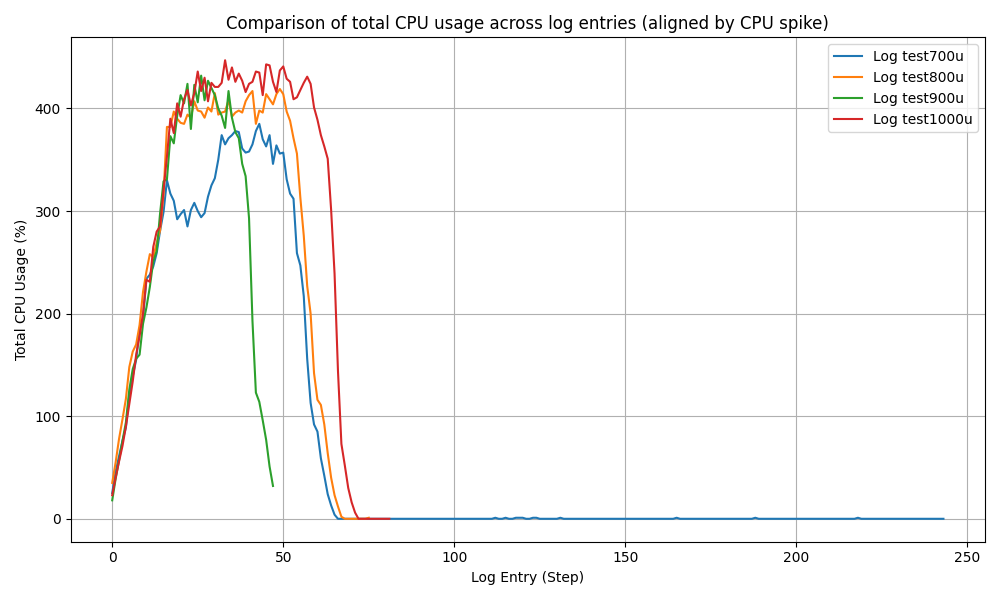 Comparison of total CPU usage across log entries (aligned by CPU spike)
Log test700u
Log test800u
Log test900u
Log test1000u
Total CPU Usage (%)
400
300
200
100
0
0 50 100 150 200 250
Log Entry (Step)